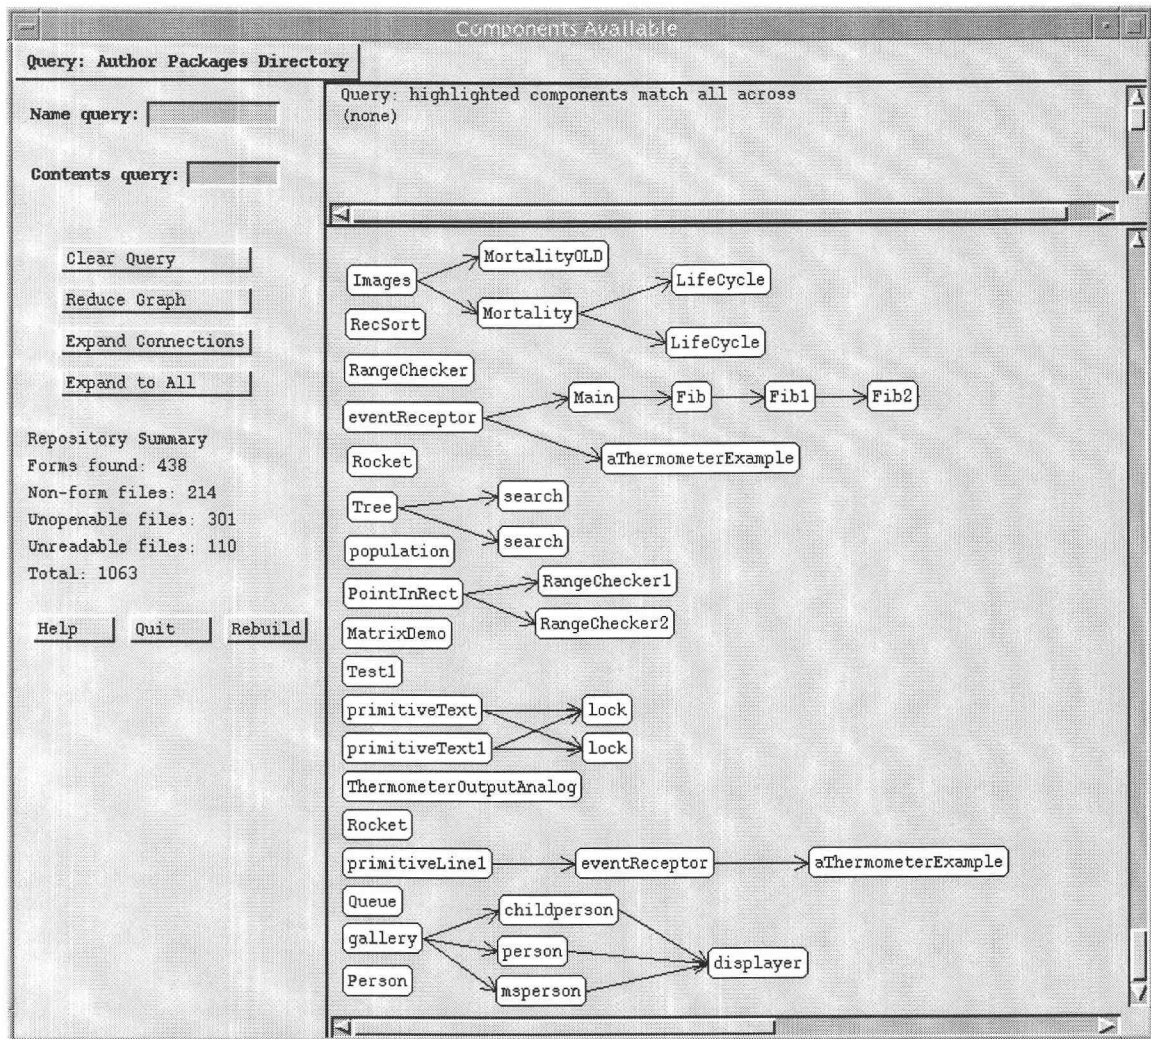 Components Available
Query: Author Packages Directory
Name query:
Contents query:
Clear Query
Reduce Graph
Expand Connections
Expand to All
Repository Summary
Forms found: 438
Non-form files: 214
Unopenable files: 301
Unreadable files: 110
Total: 1063
Help Quit Rebuild
Query: highlighted components match all across
(none)
MortalityOLD
Images LifeCycle
Mortality
RecSort
LifeCycle
RangeChecker
Main Fib Fib1 Fib2
eventReceptor
Rocket aThermometerExample
search
Tree
search
population
RangeChecker1
PointInRect
RangeChecker2
MatrixDemo
Test1
primitiveText lock
primitiveText1 lock
ThermometerOutputAnalog
Rocket
primitiveLine1 eventReceptor aThermometerExample
Queue
childperson
gallery
person
displayer
Person
msperson